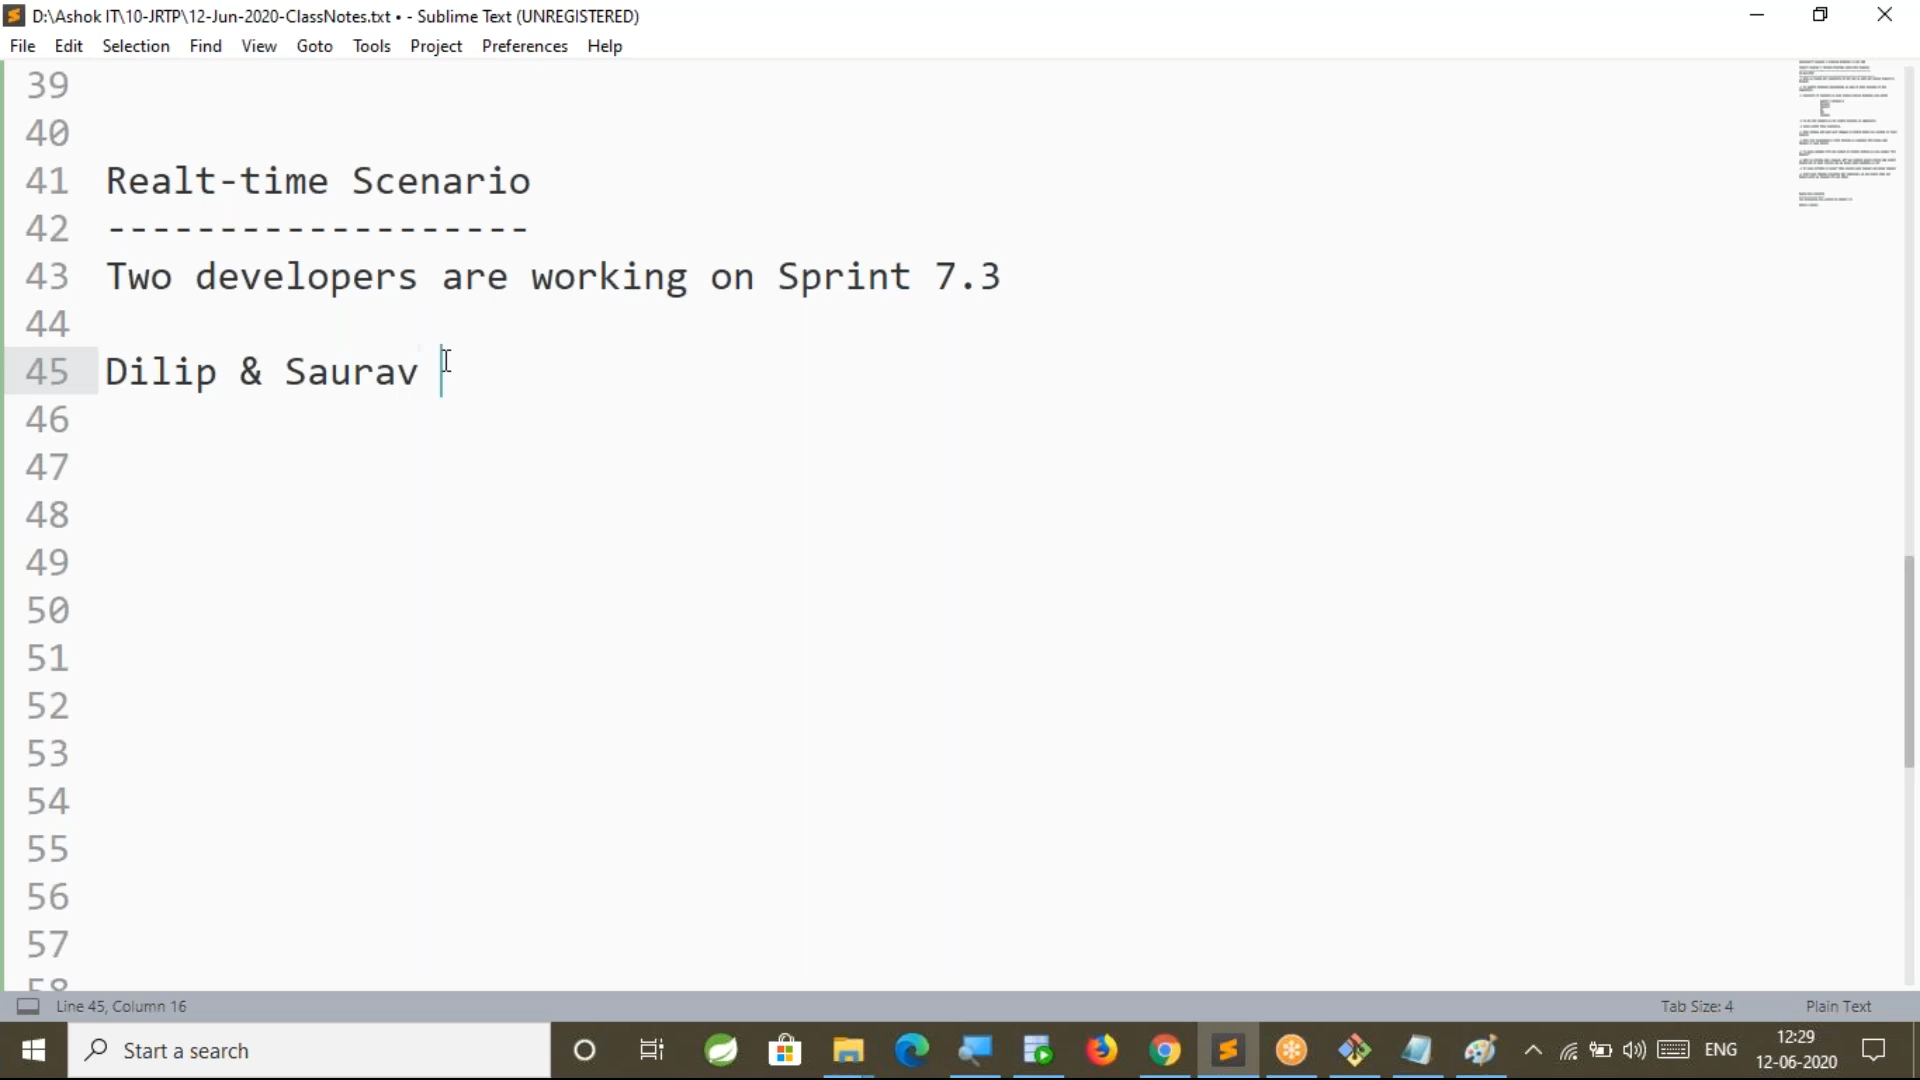 D:\Ashok IT\10-JRTP\12-Jun-2020-ClassNotes.txt • - Sublime Text (UNREGISTERED)
File Edit Selection Find View Goto Tools Project Preferences Help
39
40
41 Realt-time Scenario
42 -------------------
43 Two developers are working on Sprint 7.3
44
45 Dilip & Saurav
46
47
48
49
50
51
52
53
54
55
56
57
58
Line 45, Column 16 Tab Size: 4 Plain Text
Start a search ENG 12:29
12-06-2020